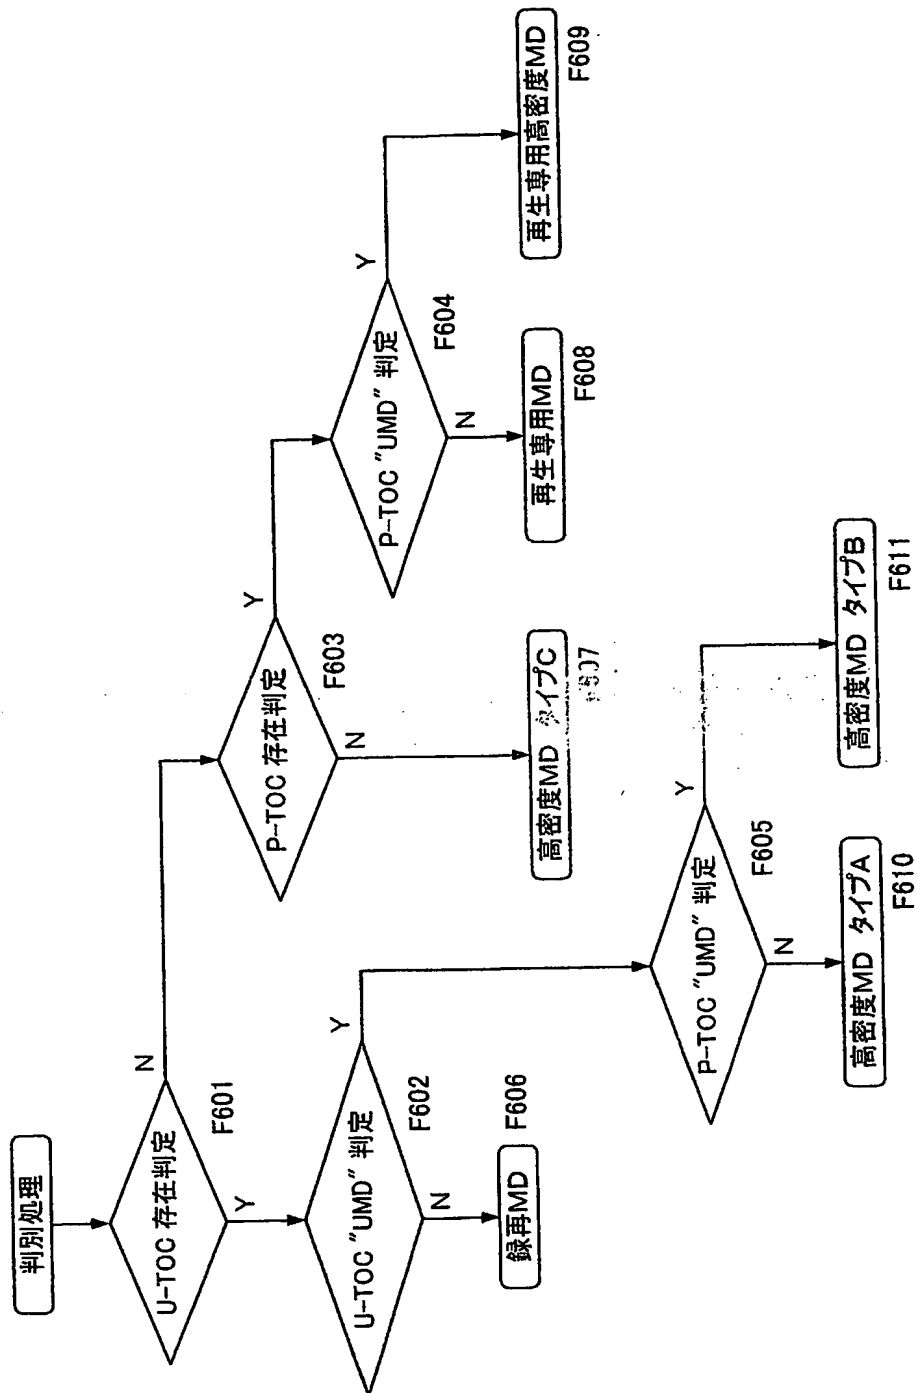 判別処理
U-TOC 存在判定
F601
N
Y
U-TOC "UMD" 判定
F602
Y
N
録再MD
F606
P-TOC 存在判定
F603
Y
N
高密度MD タイプC
P-TOC "UMD" 判定
F604
Y
N
再生専用MD
F608
再生専用高密度MD
F609
P-TOC "UMD" 判定
F605
Y
N
高密度MD タイプA
F610
高密度MD タイプB
F611